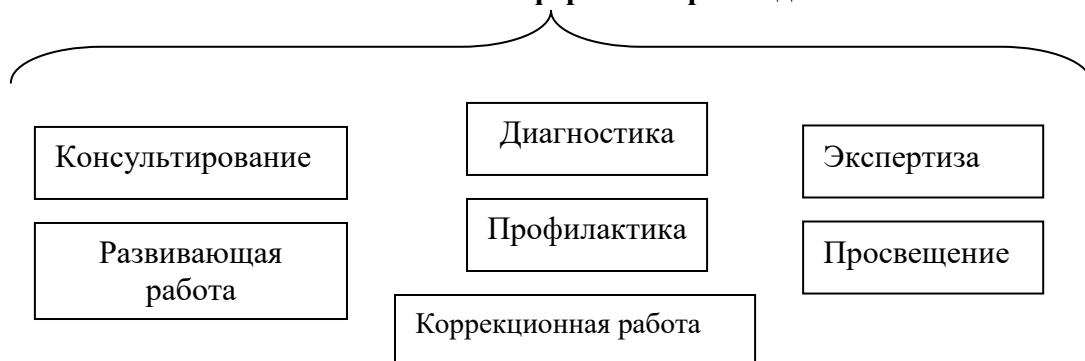 Консультирование
Диагностика
Экспертиза
Развивающая
работа
Профилактика
Просвещение
Коррекционная работа